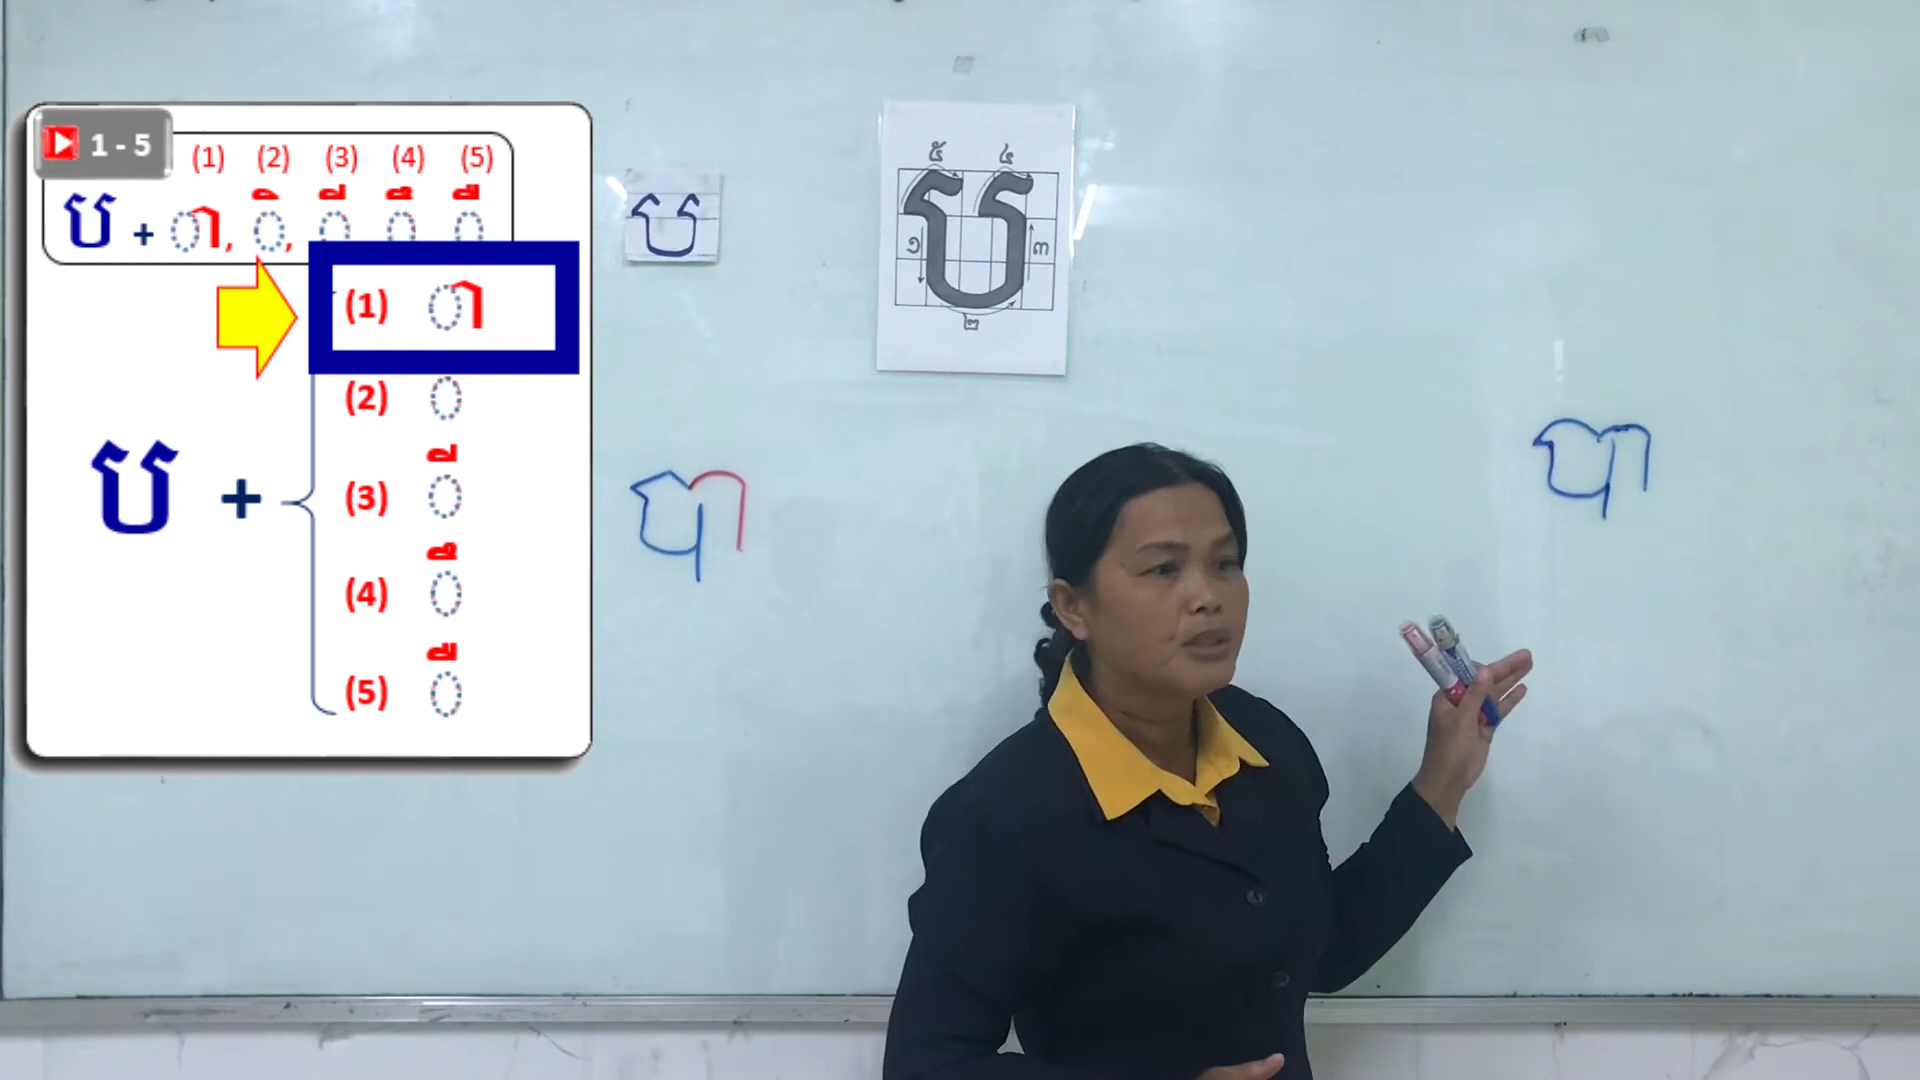 1 - 5
(1) (2) (3) (4) (5)
ប + ា, ិ, ី ឹ ឺ
(1) ា
(2) ិ
(3) ី
(4) ឹ
(5) ឺ
ប +
ប
៥ ៤
ប
១ ៣
២
បា
បា